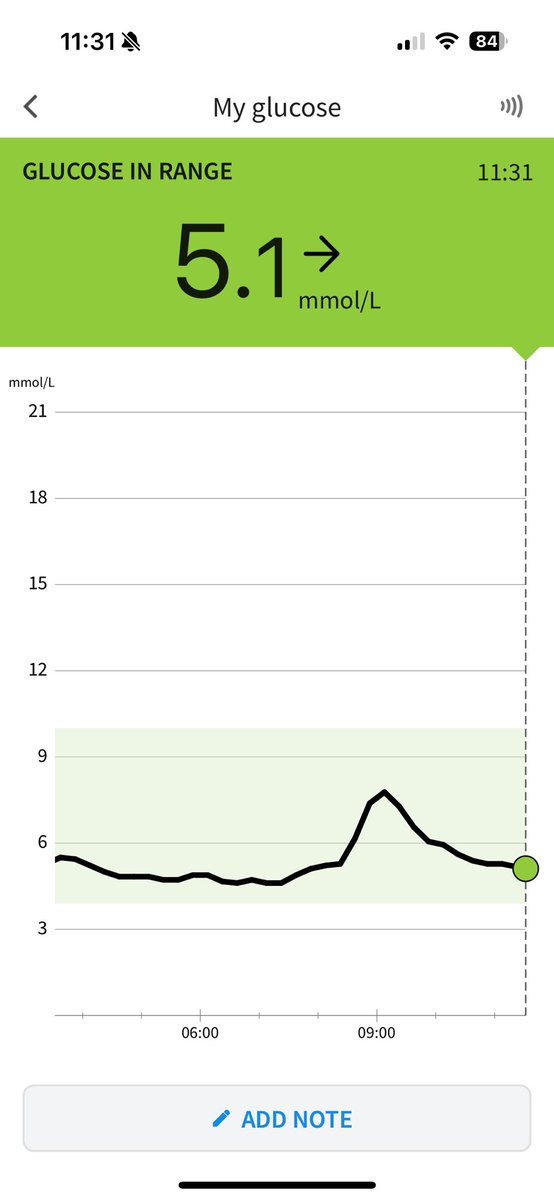 11:31
84
My glucose
GLUCOSE IN RANGE 11:31
5.1
mmol/L
mmol/L
21
18
15
12
9
6
3
06:00 09:00
ADD NOTE